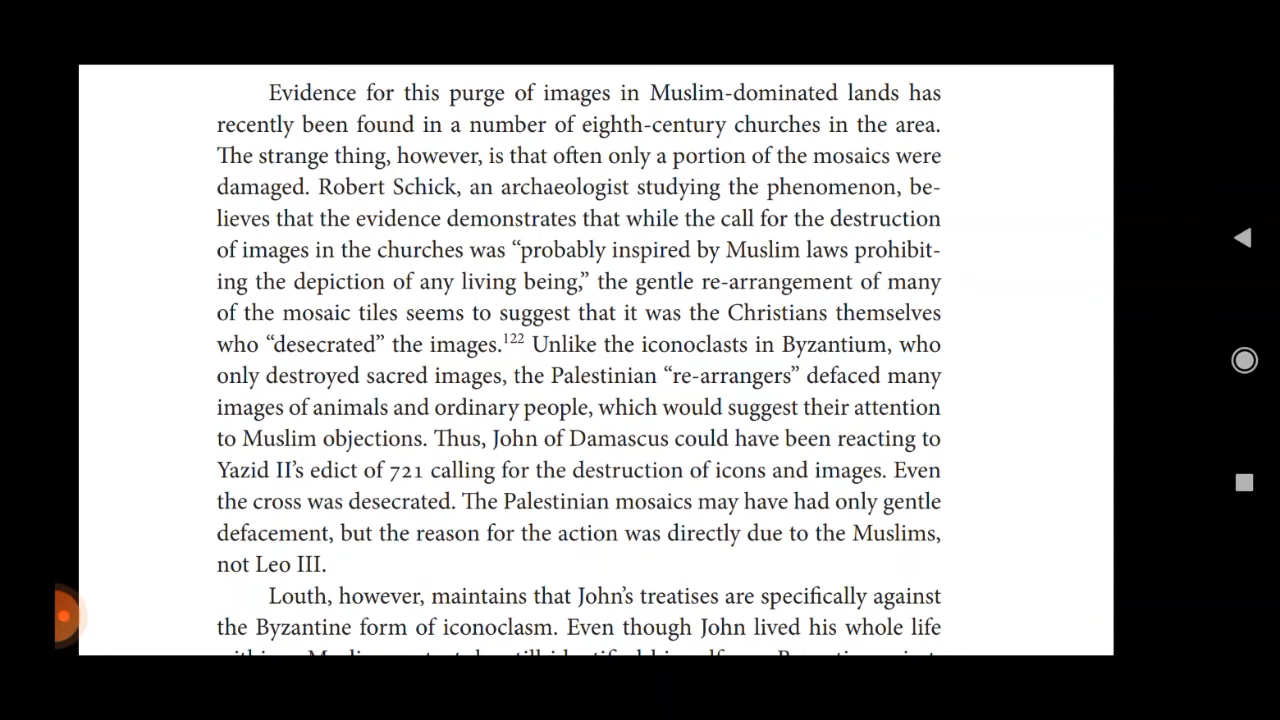 Evidence for this purge of images in Muslim-dominated lands has
recently been found in a number of eighth-century churches in the area.
The strange thing, however, is that often only a portion of the mosaics were
damaged. Robert Schick, an archaeologist studying the phenomenon, be-
lieves that the evidence demonstrates that while the call for the destruction
of images in the churches was “probably inspired by Muslim laws prohibit-
ing the depiction of any living being,” the gentle re-arrangement of many
of the mosaic tiles seems to suggest that it was the Christians themselves
who “desecrated” the images.122 Unlike the iconoclasts in Byzantium, who
only destroyed sacred images, the Palestinian “re-arrangers” defaced many
images of animals and ordinary people, which would suggest their attention
to Muslim objections. Thus, John of Damascus could have been reacting to
Yazid II’s edict of 721 calling for the destruction of icons and images. Even
the cross was desecrated. The Palestinian mosaics may have had only gentle
defacement, but the reason for the action was directly due to the Muslims,
not Leo III.
Louth, however, maintains that John’s treatises are specifically against
the Byzantine form of iconoclasm. Even though John lived his whole life